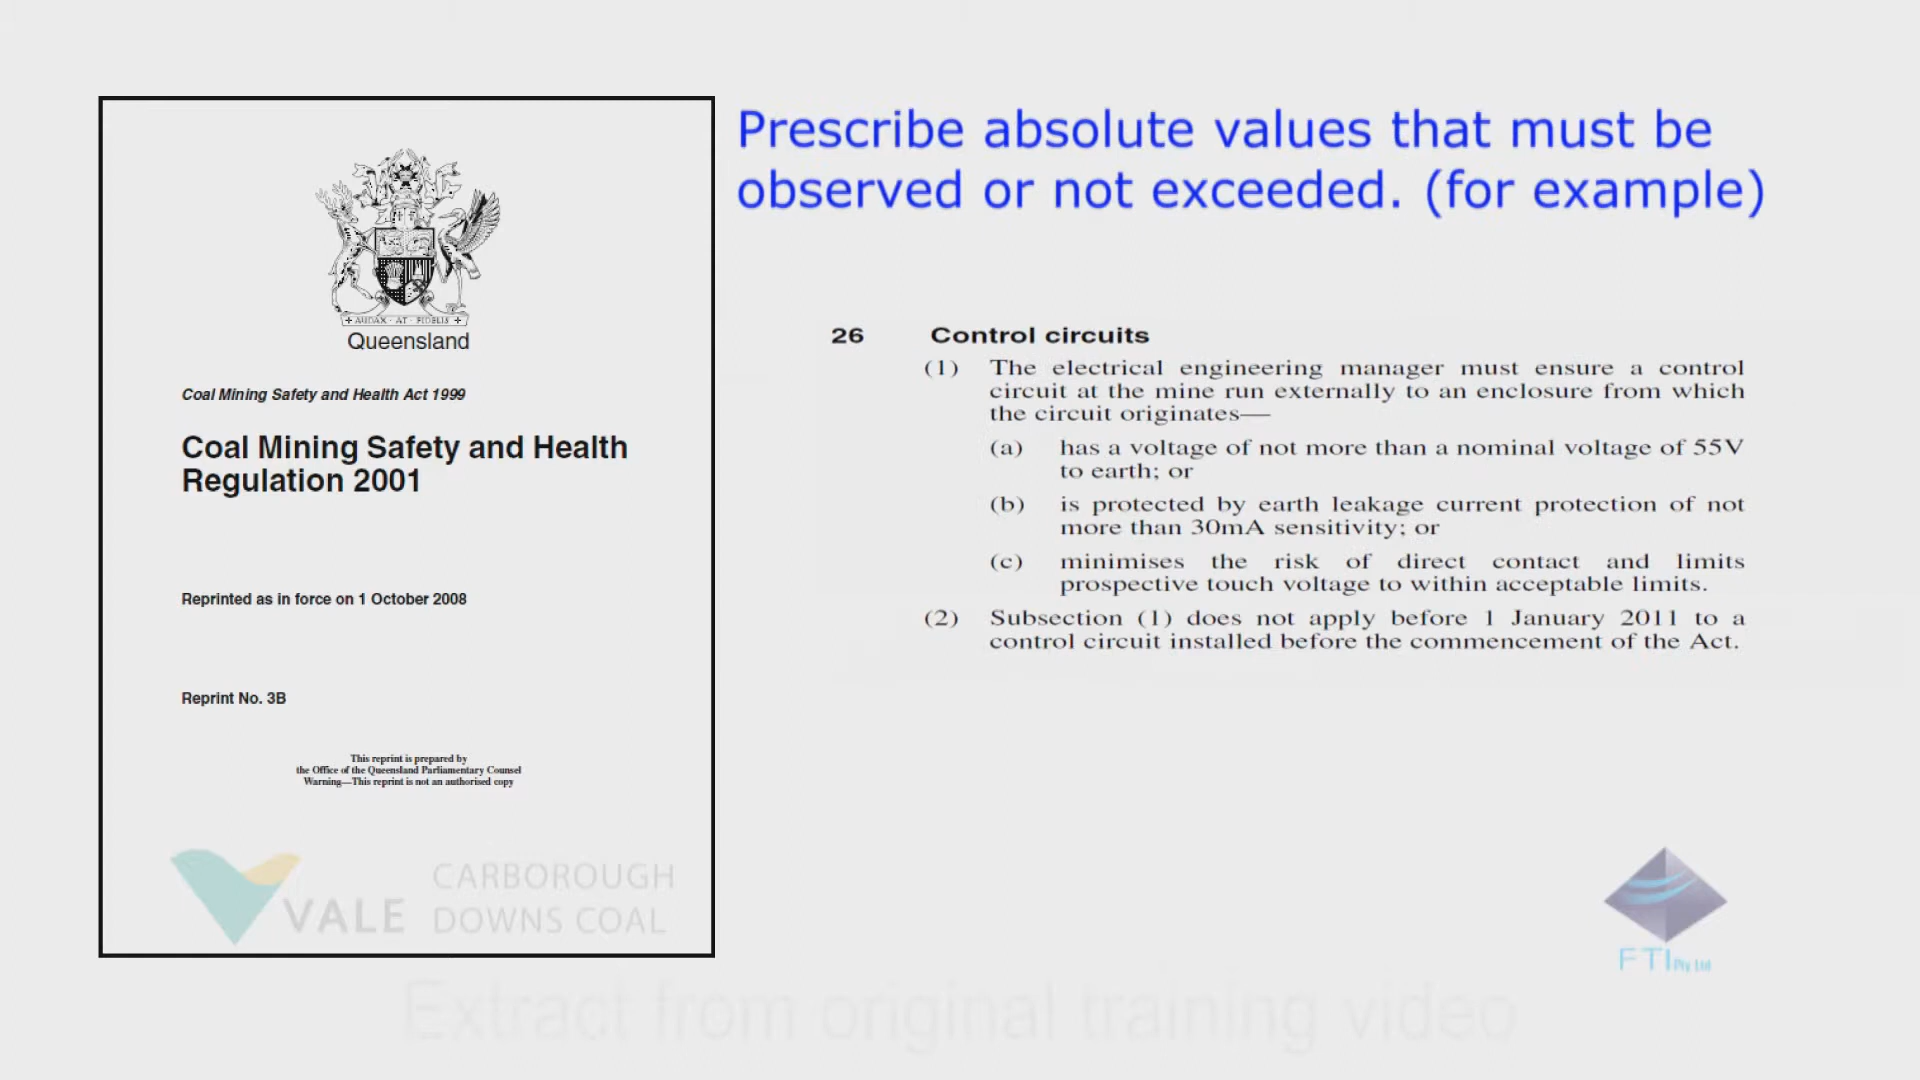 Prescribe absolute values that must be
observed or not exceeded. (for example)
AUDAX · AT · FIDELIS
Queensland
Coal Mining Safety and Health Act 1999
Coal Mining Safety and Health
Regulation 2001
Reprinted as in force on 1 October 2008
Reprint No. 3B
This reprint is prepared by
the Office of the Queensland Parliamentary Counsel
Warning—This reprint is not an authorised copy
VALE
CARBOROUGH
DOWNS COAL
26 Control circuits
(1) The electrical engineering manager must ensure a control
circuit at the mine run externally to an enclosure from which
the circuit originates—
(a) has a voltage of not more than a nominal voltage of 55V
to earth; or
(b) is protected by earth leakage current protection of not
more than 30mA sensitivity; or
(c) minimises the risk of direct contact and limits
prospective touch voltage to within acceptable limits.
(2) Subsection (1) does not apply before 1 January 2011 to a
control circuit installed before the commencement of the Act.
FTI Pty Ltd
Extract from original training video